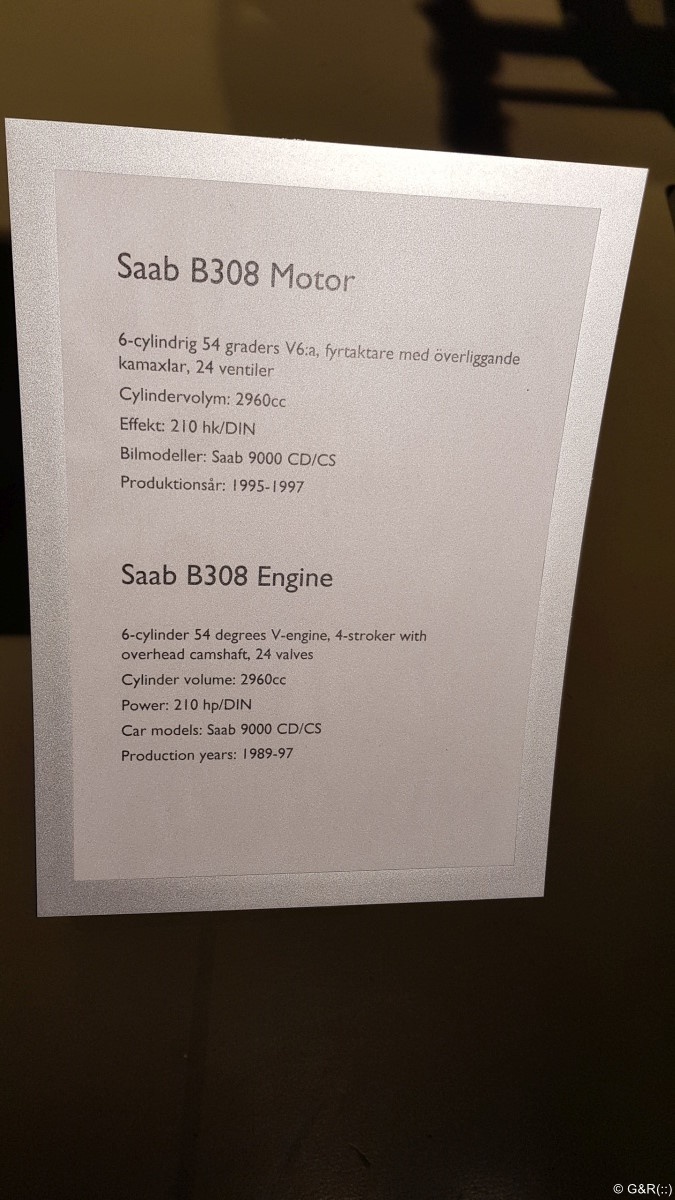 Saab B308 Motor
6-cylindrig 54 graders V6:a, fyrtaktare med överliggande
kamaxlar, 24 ventiler
Cylindervolym: 2960cc
Effekt: 210 hk/DIN
Bilmodeller: Saab 9000 CD/CS
Produktionsår: 1995-1997
Saab B308 Engine
6-cylinder 54 degrees V-engine, 4-stroker with
overhead camshaft, 24 valves
Cylinder volume: 2960cc
Power: 210 hp/DIN
Car models: Saab 9000 CD/CS
Production years: 1989-97
© G&R(::)